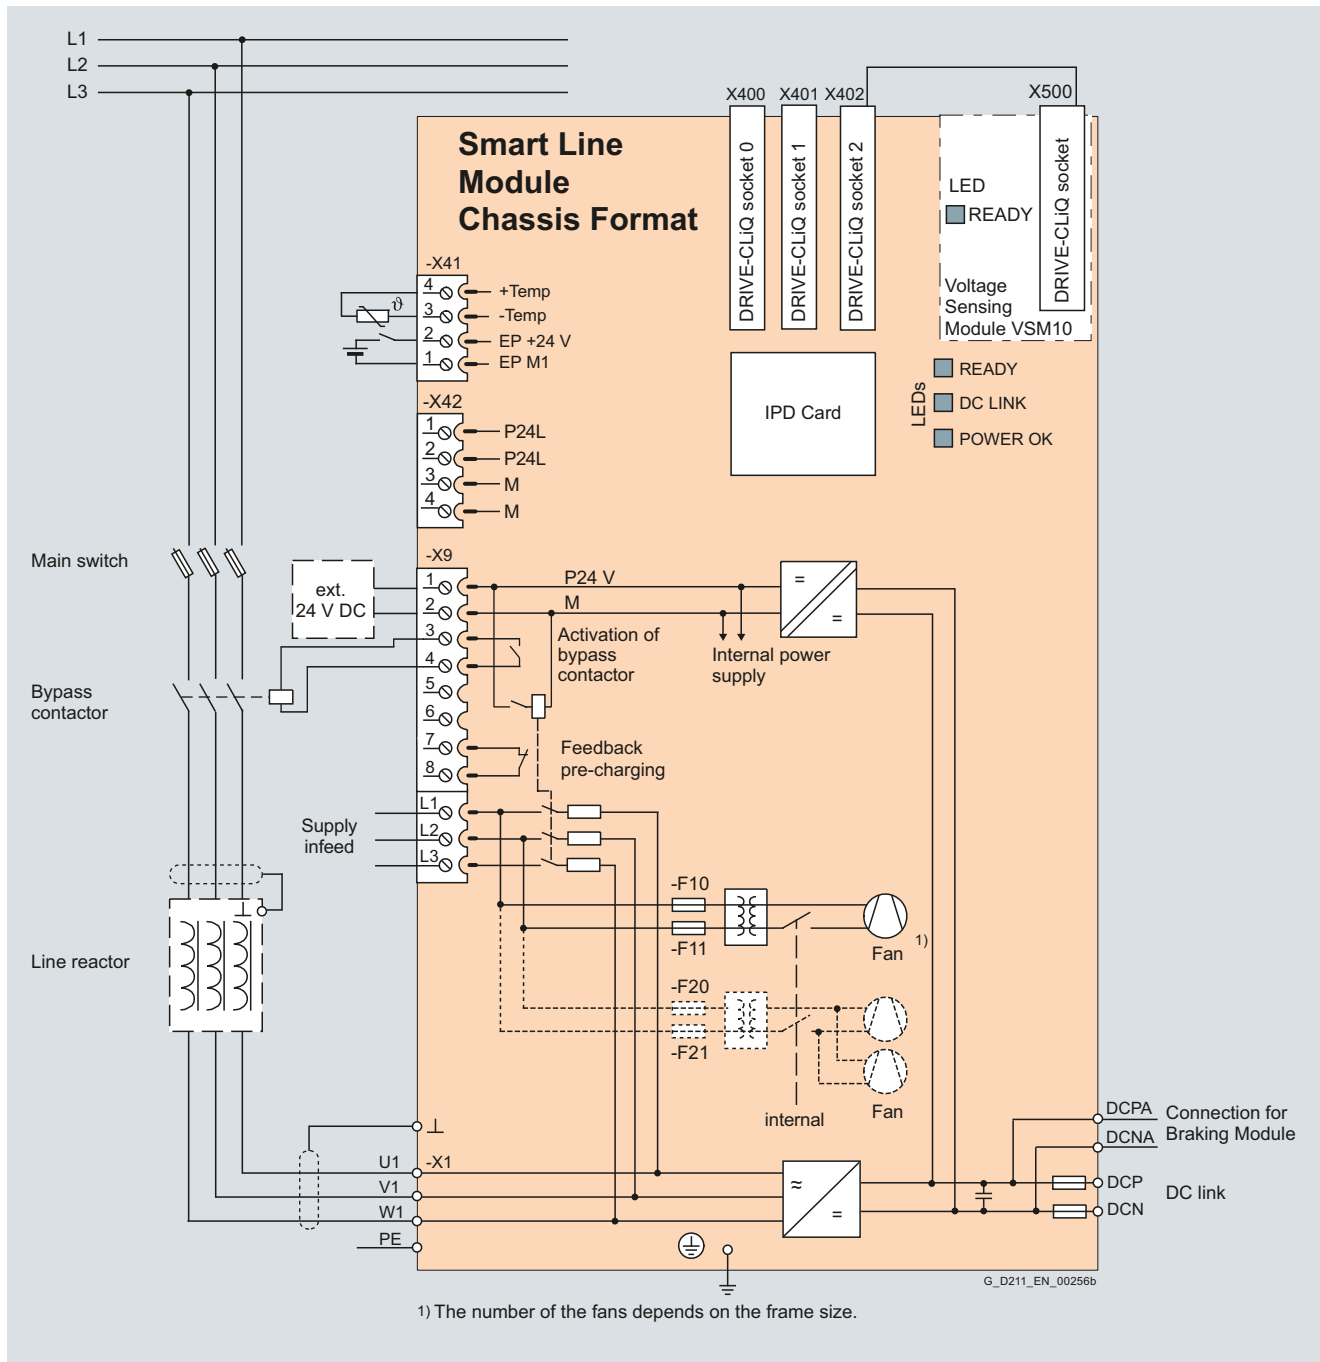 L1
L2
L3
X400
X401
X402
X500
Smart Line
Module
Chassis Format
DRIVE-CLiQ socket 0
DRIVE-CLiQ socket 1
DRIVE-CLiQ socket 2
DRIVE-CLiQ socket
LED
READY
Voltage
Sensing
Module VSM10
-X41
4
+Temp
ϑ
3
-Temp
2
EP +24 V
1
EP M1
LEDs
READY
DC LINK
POWER OK
IPD Card
-X42
1
P24L
2
P24L
3
M
4
M
Main switch
-X9
ext.
24 V DC
1
P24 V
2
M
3
4
5
6
7
8
=
=
Activation of
bypass
contactor
Internal power
supply
Bypass
contactor
Feedback
pre-charging
L1
L2
L3
Supply
infeed
-F10
-F11
Fan
1)
Line reactor
-F20
-F21
Fan
internal
DCPA
DCNA
Connection for
Braking Module
U1
-X1
V1
W1
PE
≈
=
DCP
DCN
DC link
G_D211_EN_00256b
1) The number of the fans depends on the frame size.